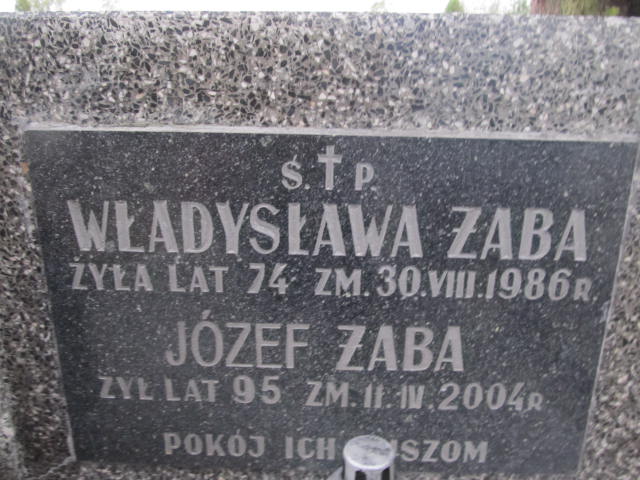 Ś.†P.
WŁADYSŁAWA ŻABA
ŻYŁA LAT 74 ZM. 30.VIII.1986 R.
JÓZEF ŻABA
ŻYŁ LAT 95 ZM. 11.IV.2004 R
POKÓJ ICH